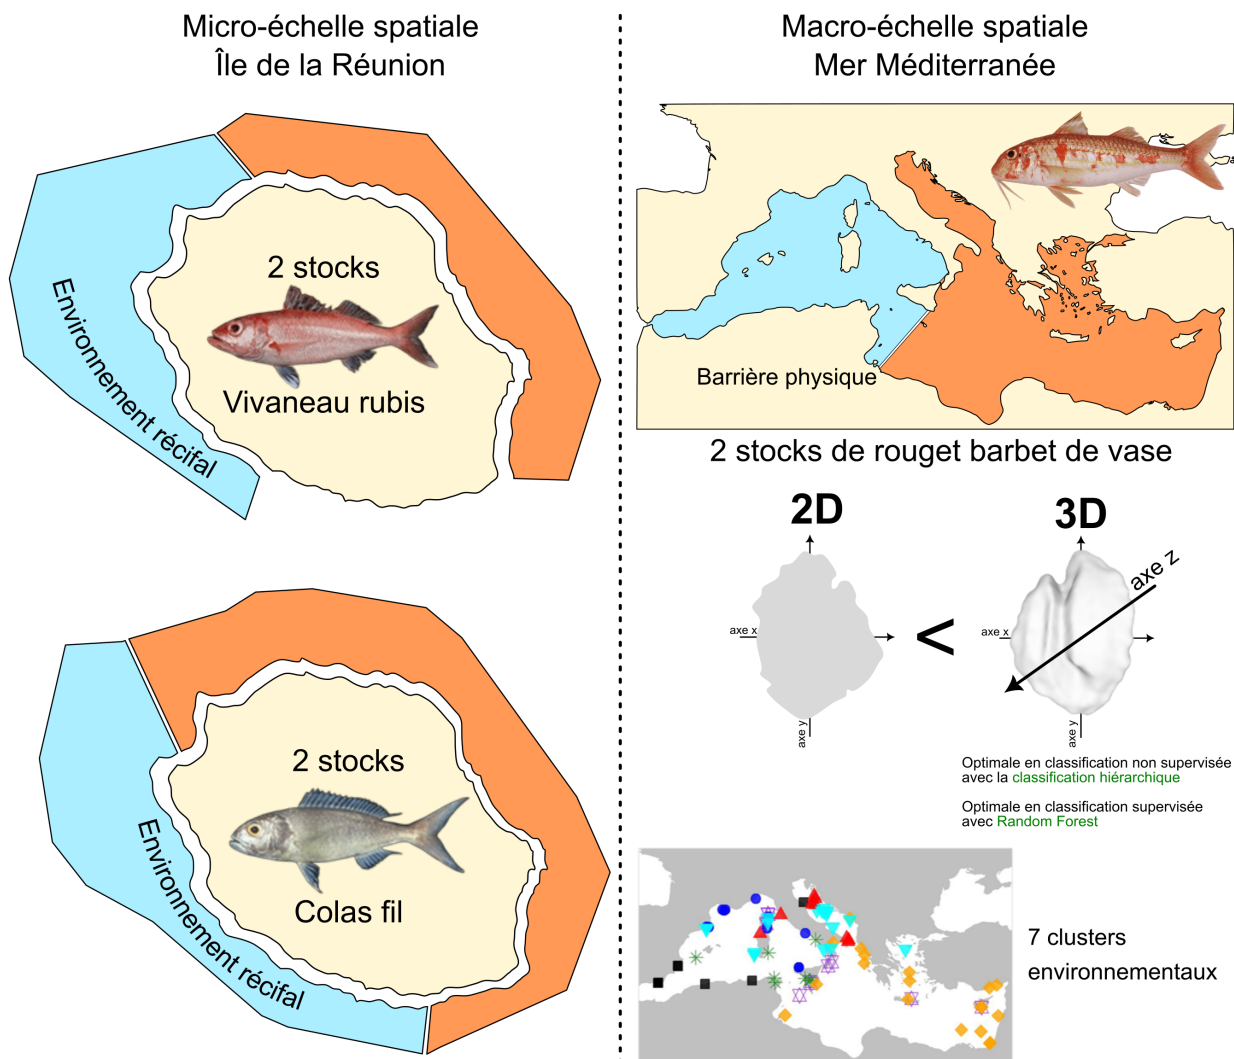 Micro-échelle spatiale
Île de la Réunion
2 stocks
Vivaneau rubis
Environnement récifal
2 stocks
Colas fil
Environnement récifal
Macro-échelle spatiale
Mer Méditerranée
Barrière physique
2 stocks de rouget barbet de vase
2D
3D
axe x
axe y
<
axe x
axe z
axe y
Optimale en classification non supervisée
avec la classification hiérarchique
Optimale en classification supervisée
avec Random Forest
7 clusters
environnementaux